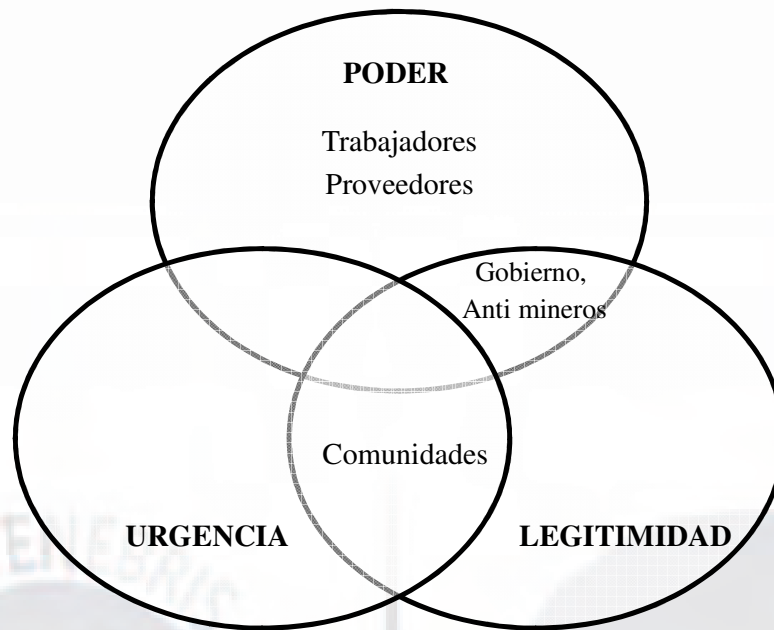 PODER
Trabajadores
Proveedores
Gobierno,
Anti mineros
Comunidades
URGENCIA
LEGITIMIDAD